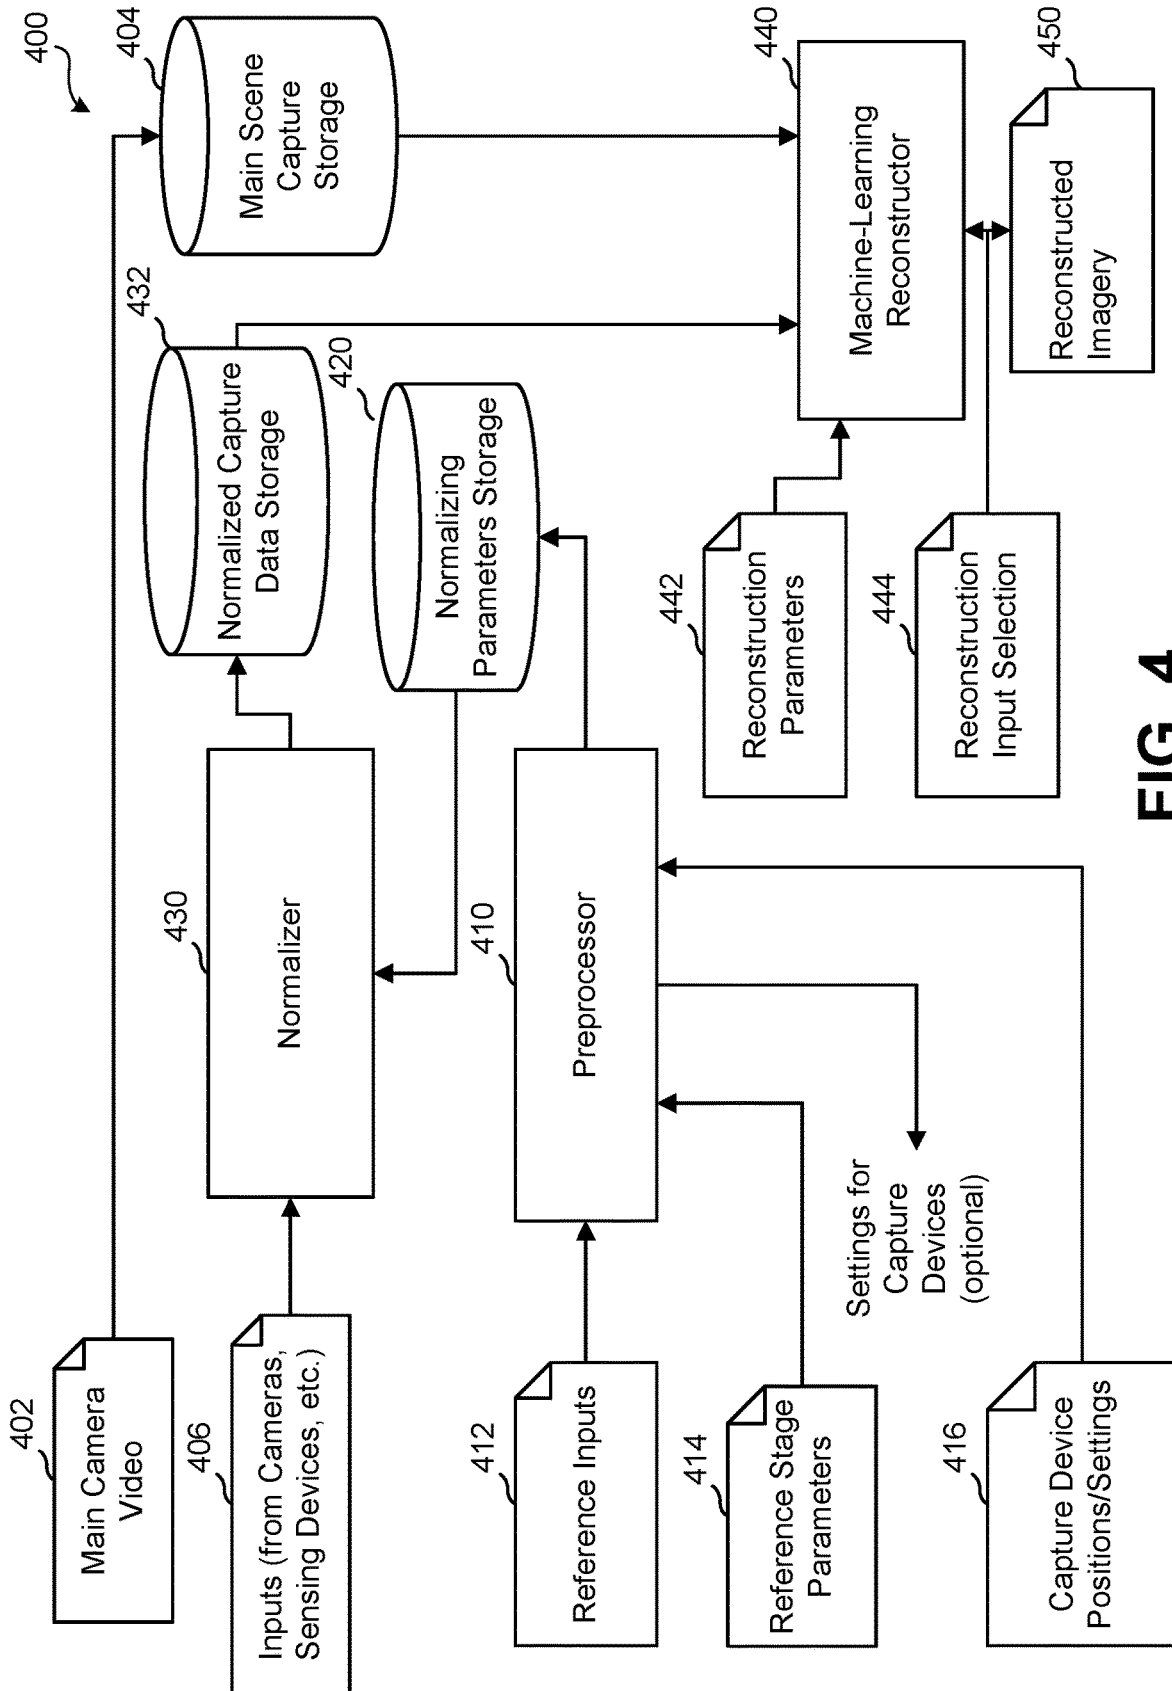 400
402
Main Camera
Video
404
Main Scene
Capture
Storage
406
Inputs (from Cameras,
Sensing Devices, etc.)
430
Normalizer
432
Normalized Capture
Data Storage
420
Normalizing
Parameters Storage
412
Reference Inputs
410
Preprocessor
414
Reference Stage
Parameters
Settings for
Capture
Devices
(optional)
416
Capture Device
Positions/Settings
442
Reconstruction
Parameters
444
Reconstruction
Input Selection
440
Machine-Learning
Reconstructor
450
Reconstructed
Imagery
FIG. 4